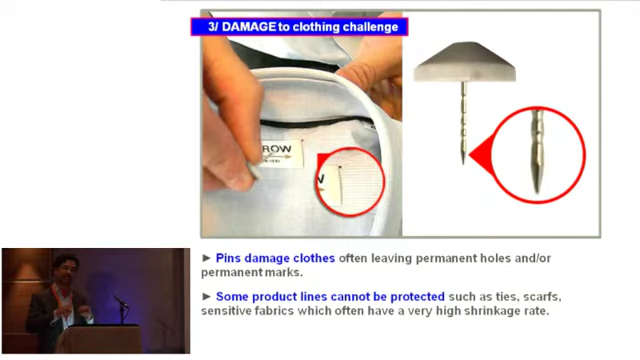 3/ DAMAGE to clothing challenge
ROW
W
► Pins damage clothes often leaving permanent holes and/or
permanent marks.
► Some product lines cannot be protected such as ties, scarfs,
sensitive fabrics which often have a very high shrinkage rate.